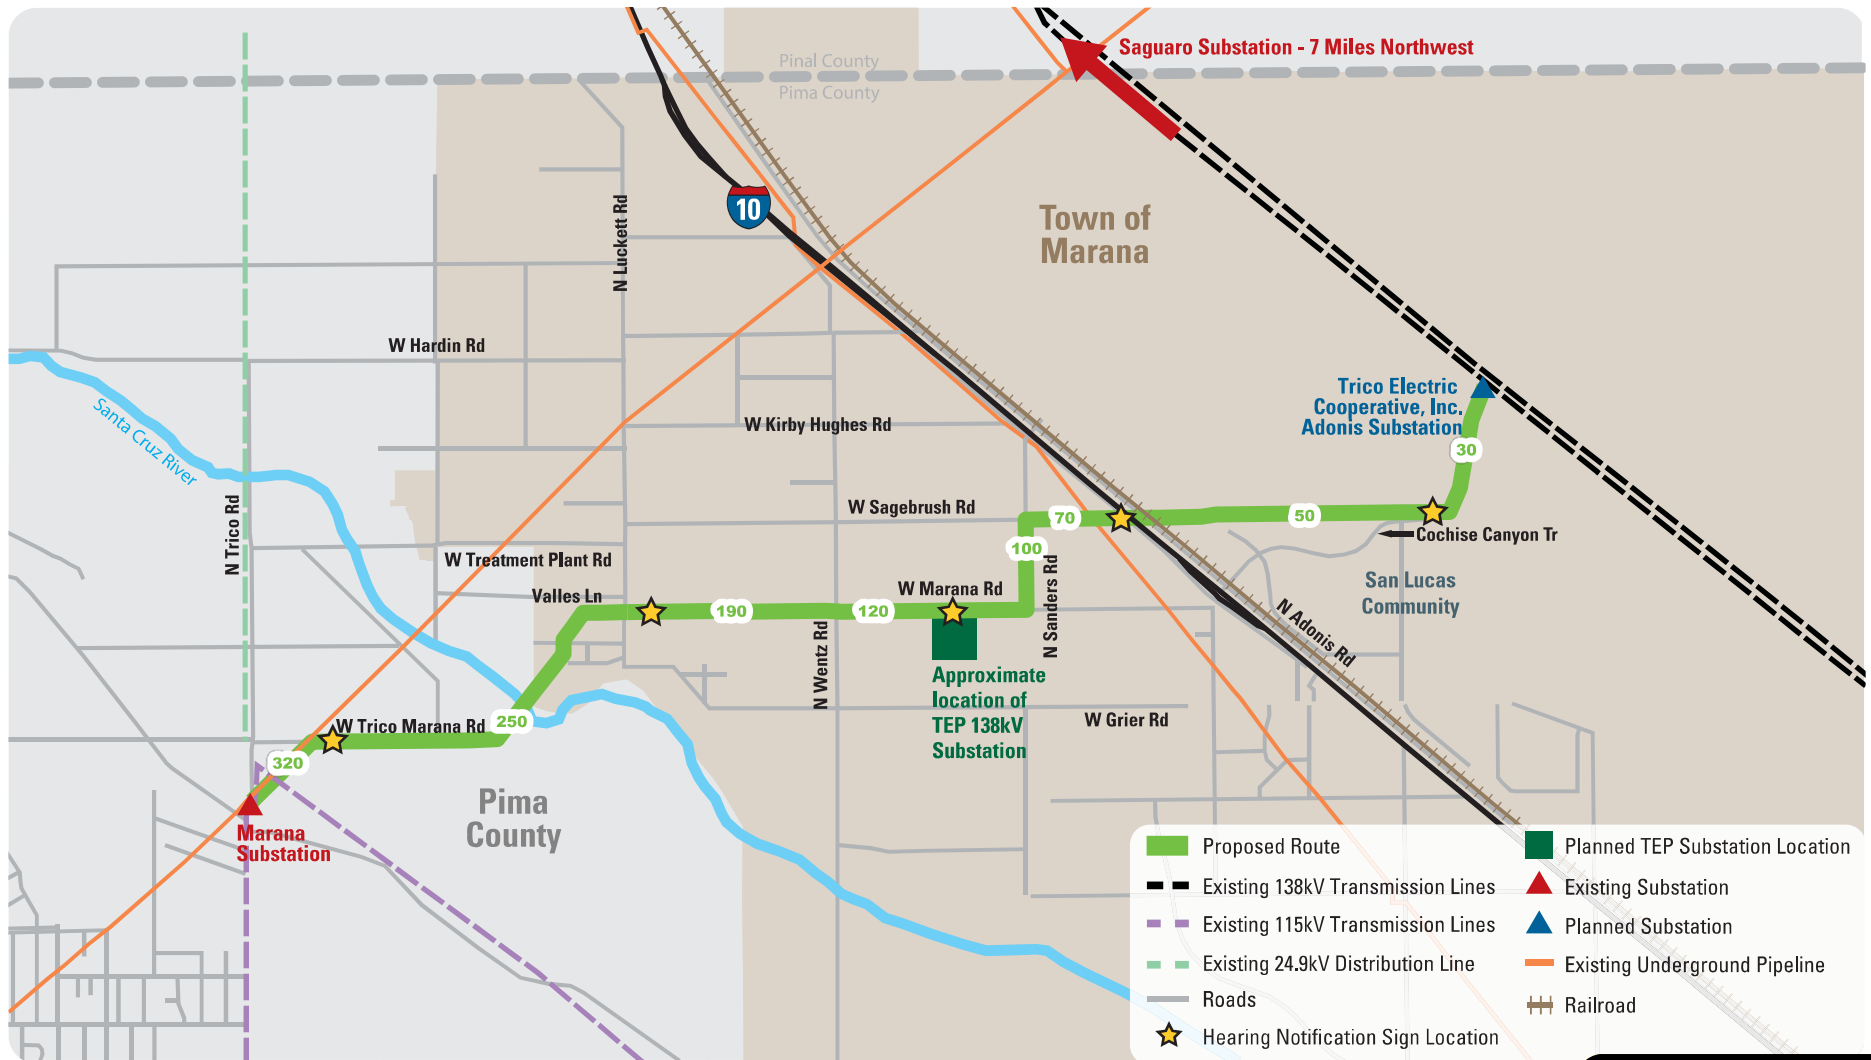 Saguaro Substation - 7 Miles Northwest
Pinal County
Pima County
10
N Luckett Rd
Town of
Marana
W Hardin Rd
Santa Cruz River
Trico Electric
Cooperative, Inc.
Adonis Substation
W Kirby Hughes Rd
30
N Trico Rd
W Sagebrush Rd
70
50
Cochise Canyon Tr
100
W Treatment Plant Rd
San Lucas
Community
Valles Ln
W Marana Rd
N Sanders Rd
190
120
N Wentz Rd
N Adonis Rd
Approximate
location of
TEP 138kV
Substation
W Trico Marana Rd
250
W Grier Rd
320
Pima
County
Marana
Substation
Proposed Route
Existing 138kV Transmission Lines
Existing 115kV Transmission Lines
Existing 24.9kV Distribution Line
Roads
Hearing Notification Sign Location
Planned TEP Substation Location
Existing Substation
Planned Substation
Existing Underground Pipeline
Railroad